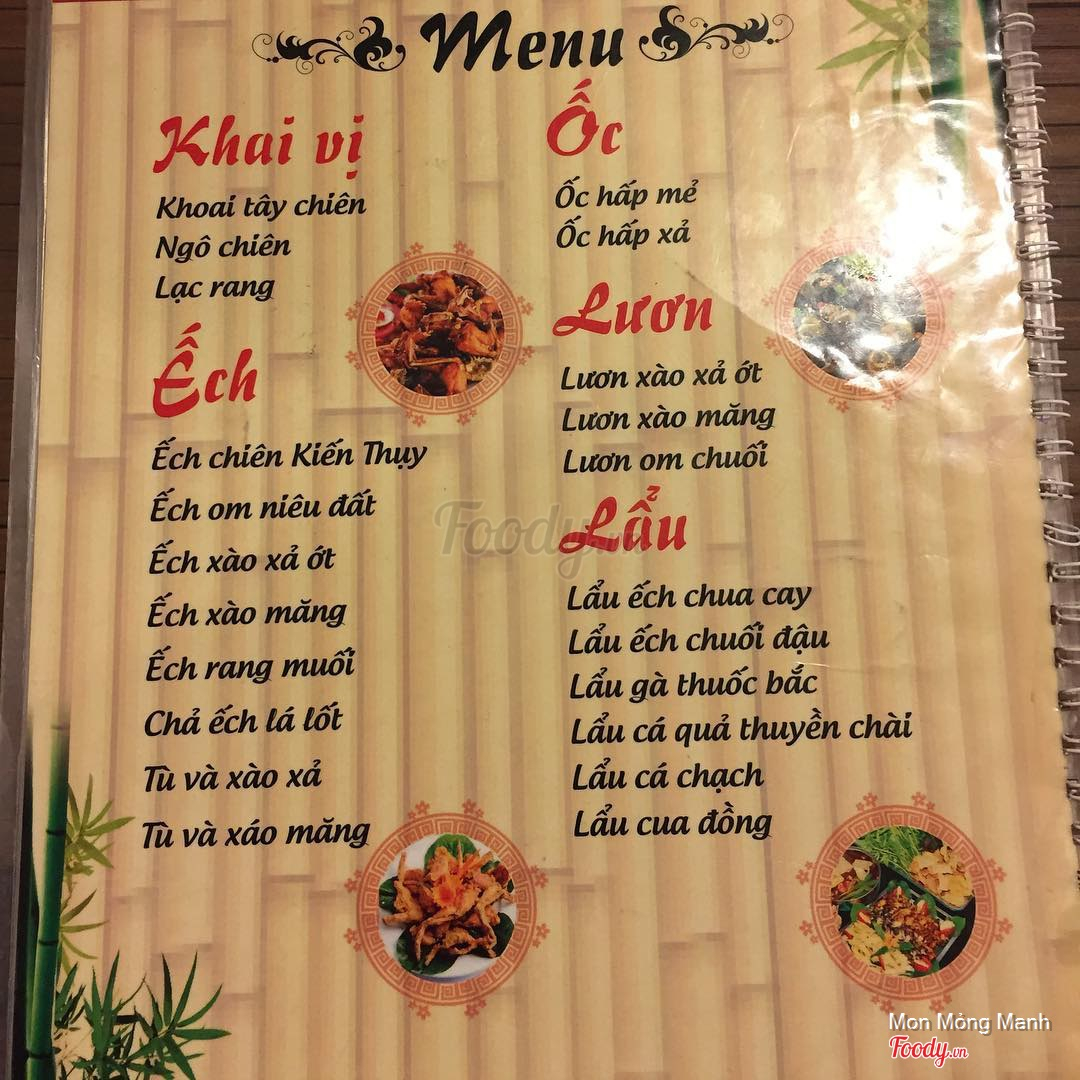 Menu
Khai vị
Khoai tây chiên
Ngô chiên
Lạc rang
Ếch
Ếch chiên Kiến Thụy
Ếch om niêu đất
Ếch xào xả ớt
Ếch xào măng
Ếch rang muối
Chả ếch lá lốt
Tù và xào xả
Tù và xáo măng
Ốc
Ốc hấp mẻ
Ốc hấp xả
Lươn
Lươn xào xả ớt
Lươn xào măng
Lươn om chuối
Lẩu
Lẩu ếch chua cay
Lẩu ếch chuối đậu
Lẩu gà thuốc bắc
Lẩu cá quả thuyền chài
Lẩu cá chạch
Lẩu cua đồng
Foody.vn
Mon Mỏng Manh
Foody.vn